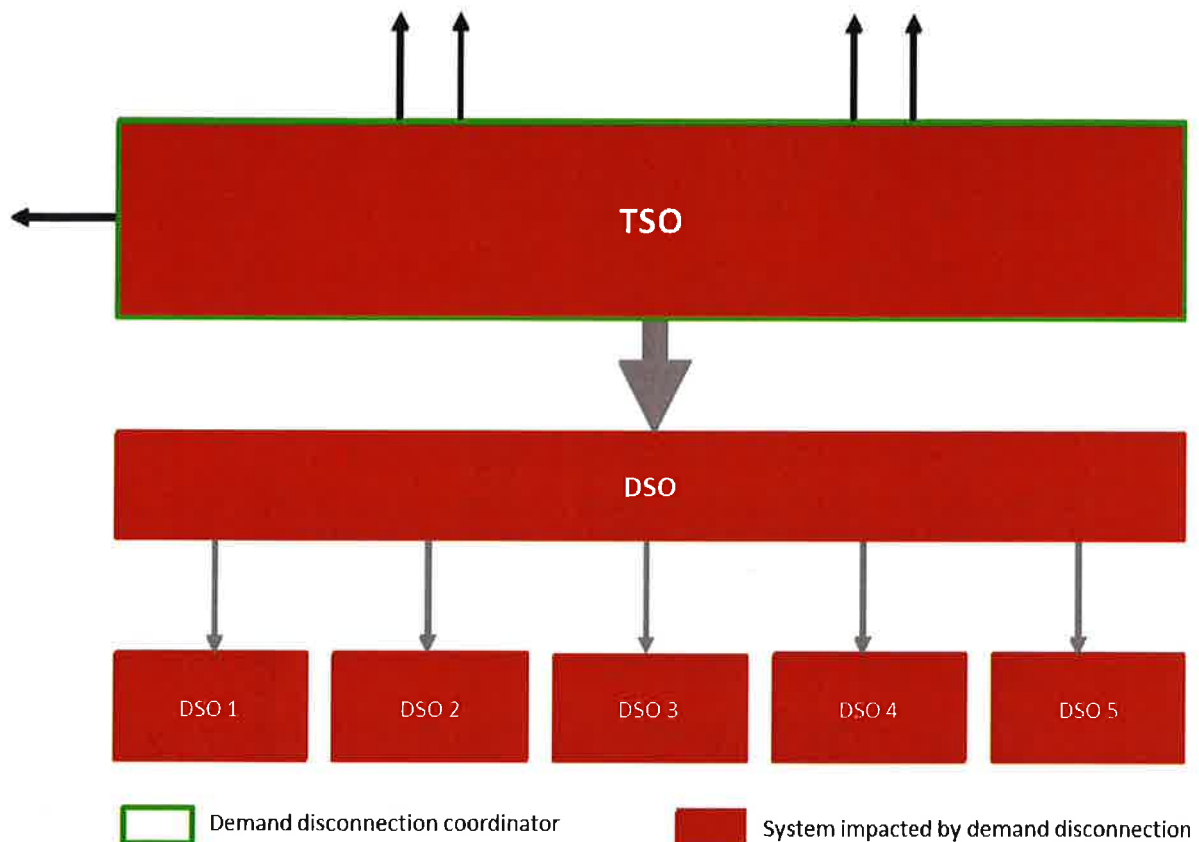 TSO
DSO
DSO 1
DSO 2
DSO 3
DSO 4
DSO 5
Demand disconnection coordinator
System impacted by demand disconnection